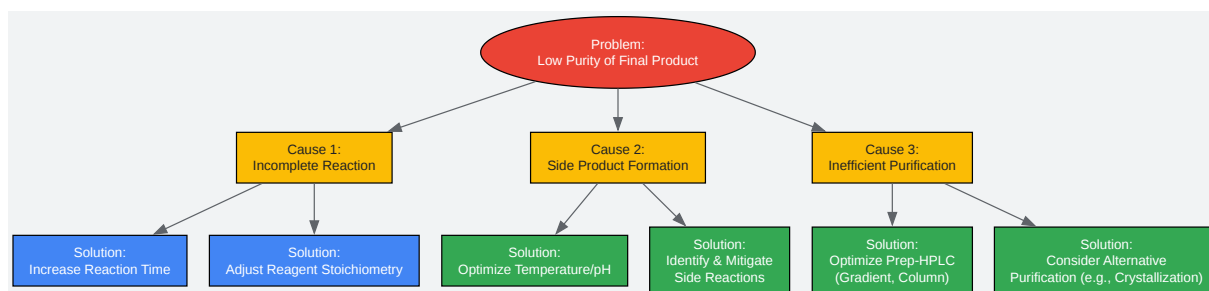 Problem:
Low Purity of Final Product
Cause 1:
Incomplete Reaction
Cause 2:
Side Product Formation
Cause 3:
Inefficient Purification
Solution:
Increase Reaction Time
Solution:
Adjust Reagent Stoichiometry
Solution:
Optimize Temperature/pH
Solution:
Identify & Mitigate
Side Reactions
Solution:
Optimize Prep-HPLC
(Gradient, Column)
Solution:
Consider Alternative
Purification (e.g., Crystallization)